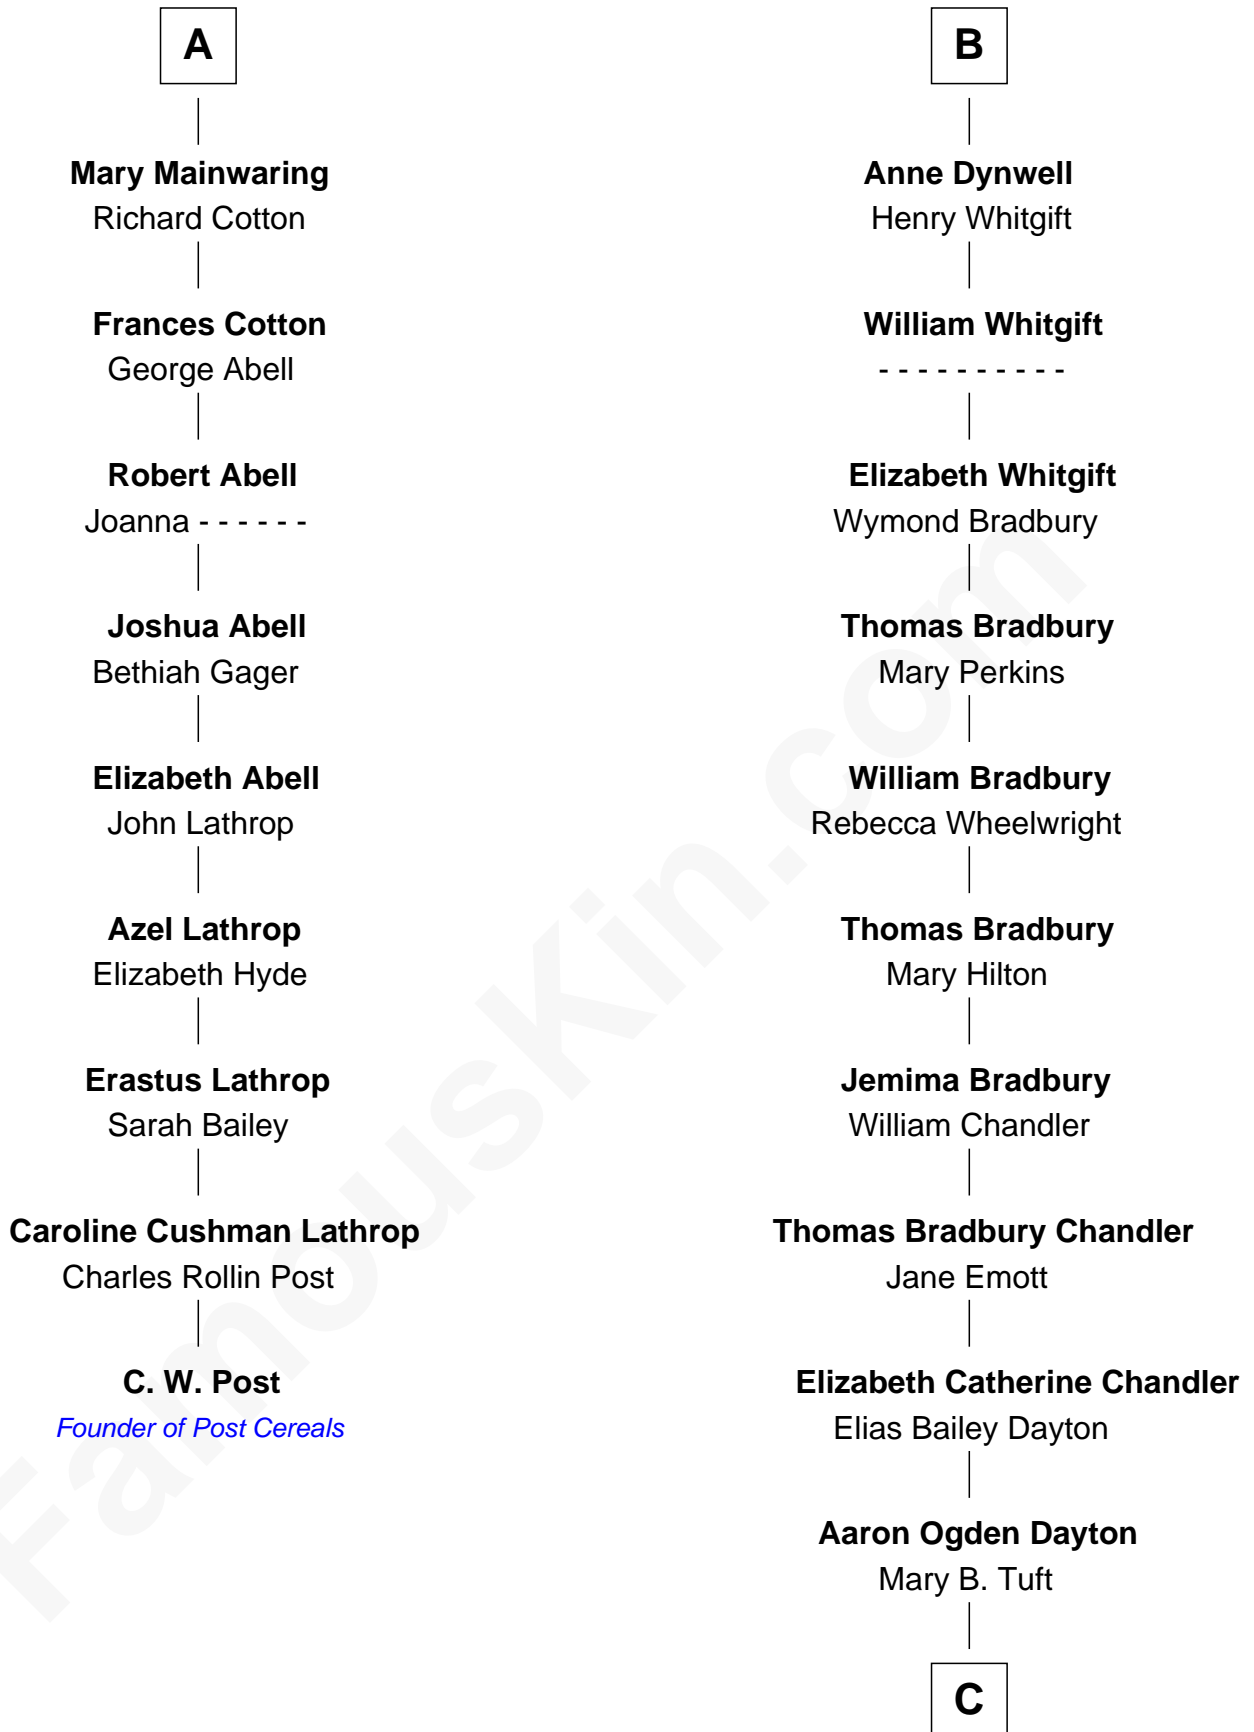 A
Mary Mainwaring
Richard Cotton
Frances Cotton
George Abell
Robert Abell
Joanna - - - - - -
Joshua Abell
Bethiah Gager
Elizabeth Abell
John Lathrop
Azel Lathrop
Elizabeth Hyde
Erastus Lathrop
Sarah Bailey
Caroline Cushman Lathrop
Charles Rollin Post
C. W. Post
Founder of Post Cereals
B
Anne Dynwell
Henry Whitgift
William Whitgift
- - - - - - - - - -
Elizabeth Whitgift
Wymond Bradbury
Thomas Bradbury
Mary Perkins
William Bradbury
Rebecca Wheelwright
Thomas Bradbury
Mary Hilton
Jemima Bradbury
William Chandler
Thomas Bradbury Chandler
Jane Emott
Elizabeth Catherine Chandler
Elias Bailey Dayton
Aaron Ogden Dayton
Mary B. Tuft
C
FamousKin.com